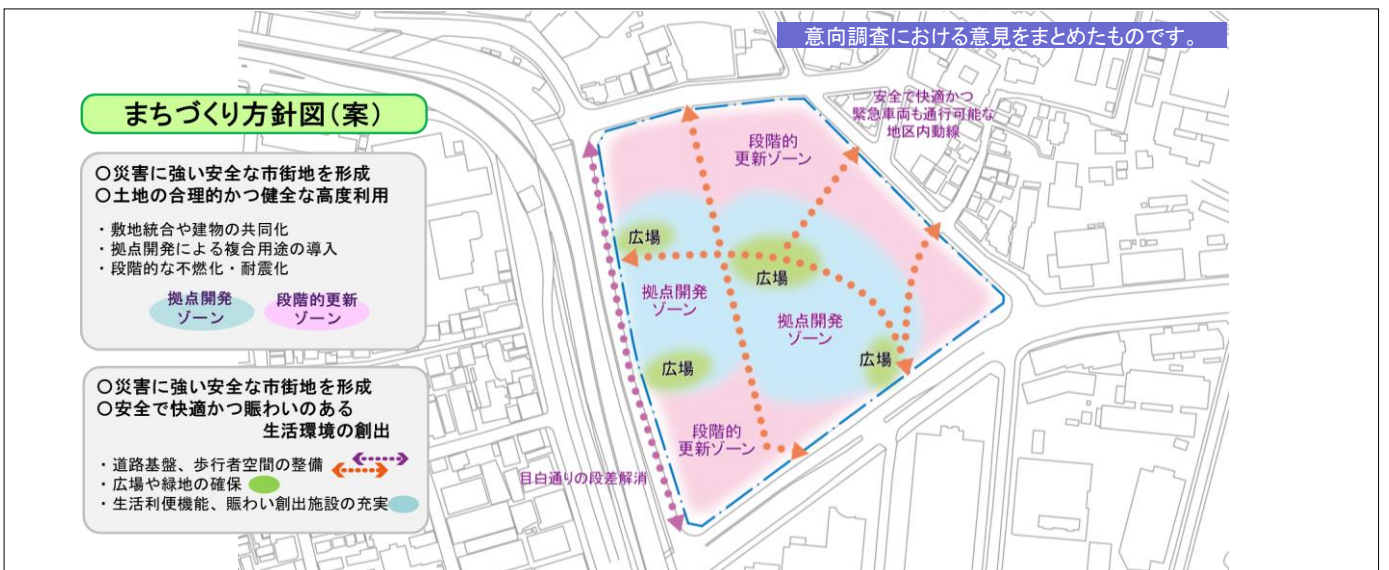 意向調査における意見をまとめたものです。
まちづくり方針図(案)
○災害に強い安全な市街地を形成
○土地の合理的かつ健全な高度利用
・敷地統合や建物の共同化
・拠点開発による複合用途の導入
・段階的な不燃化・耐震化
拠点開発
ゾーン
段階的更新
ゾーン
○災害に強い安全な市街地を形成
○安全で快適かつ賑わいのある
生活環境の創出
・道路基盤、歩行者空間の整備
・広場や緑地の確保
・生活利便機能、賑わい創出施設の充実
安全で快適かつ
緊急車両も通行可能な
地区内動線
段階的
更新ゾーン
広場
広場
拠点開発
ゾーン
拠点開発
ゾーン
広場
広場
段階的
更新ゾーン
目白通りの段差解消